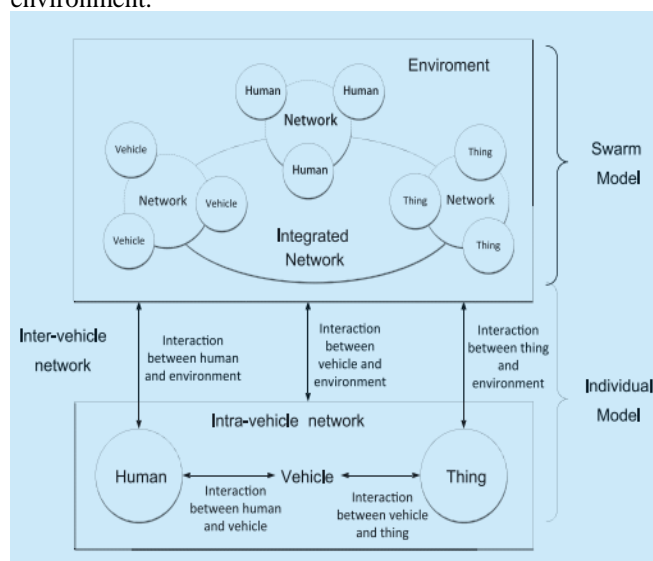 environment.
Enviroment
Human
Human
Network
Human
Vehicle
Network
Vehicle
Vehicle
Thing
Thing
Network
Thing
Integrated
Network
Swarm
Model
Inter-vehicle
network
Interaction
between human
and environment
Interaction
between
vehicle and
environment
Interaction
between thing
and
environment
Individual
Model
Intra-vehicle network
Human
Vehicle
Thing
Interaction
between human
and vehicle
Interaction
between vehicle
and thing